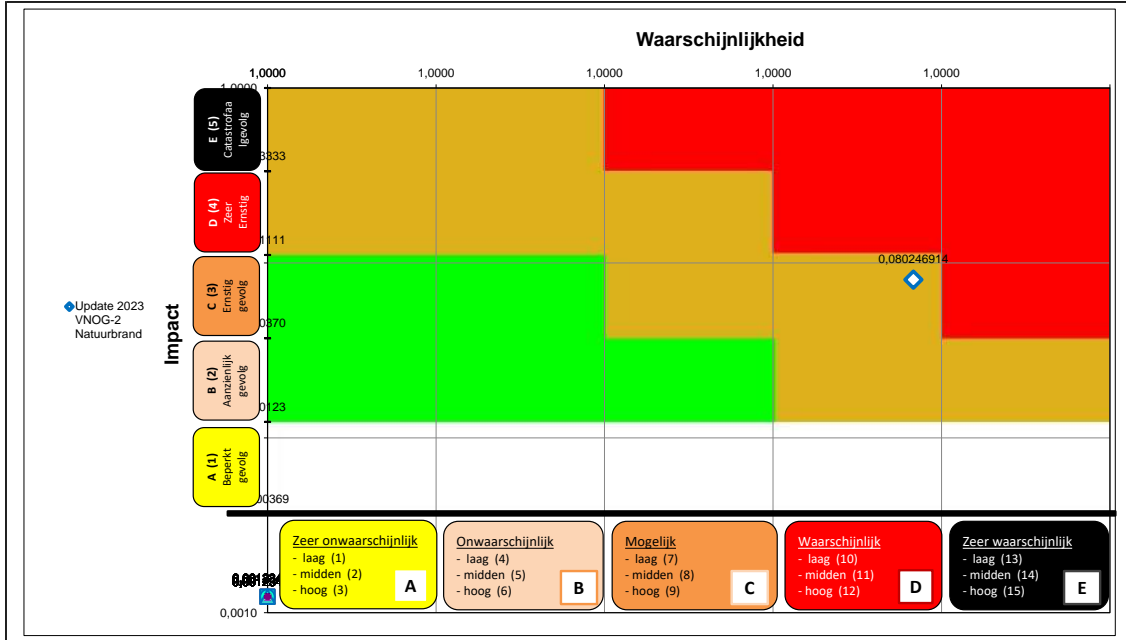 Waarschijnlijkheid
1,0000 1,0000 1,0000 1,0000 1,0000
1,0000
E (5)
Catastrofaa
lgevolg
3333
D (4)
Zeer
Ernstig
1111
0,080246914
C (3)
Ernstig
gevolg
0370
Update 2023
VNOG-2
Natuurbrand
Impact
B (2)
Aanzienlijk
gevolg
0123
A (1)
Beperkt
gevolg
00369
Zeer onwaarschijnlijk
- laag (1)
- midden (2)
- hoog (3)
A
Onwaarschijnlijk
- laag (4)
- midden (5)
- hoog (6)
B
Mogelijk
- laag (7)
- midden (8)
- hoog (9)
C
Waarschijnlijk
- laag (10)
- midden (11)
- hoog (12)
D
Zeer waarschijnlijk
- laag (13)
- midden (14)
- hoog (15)
E
0,0010